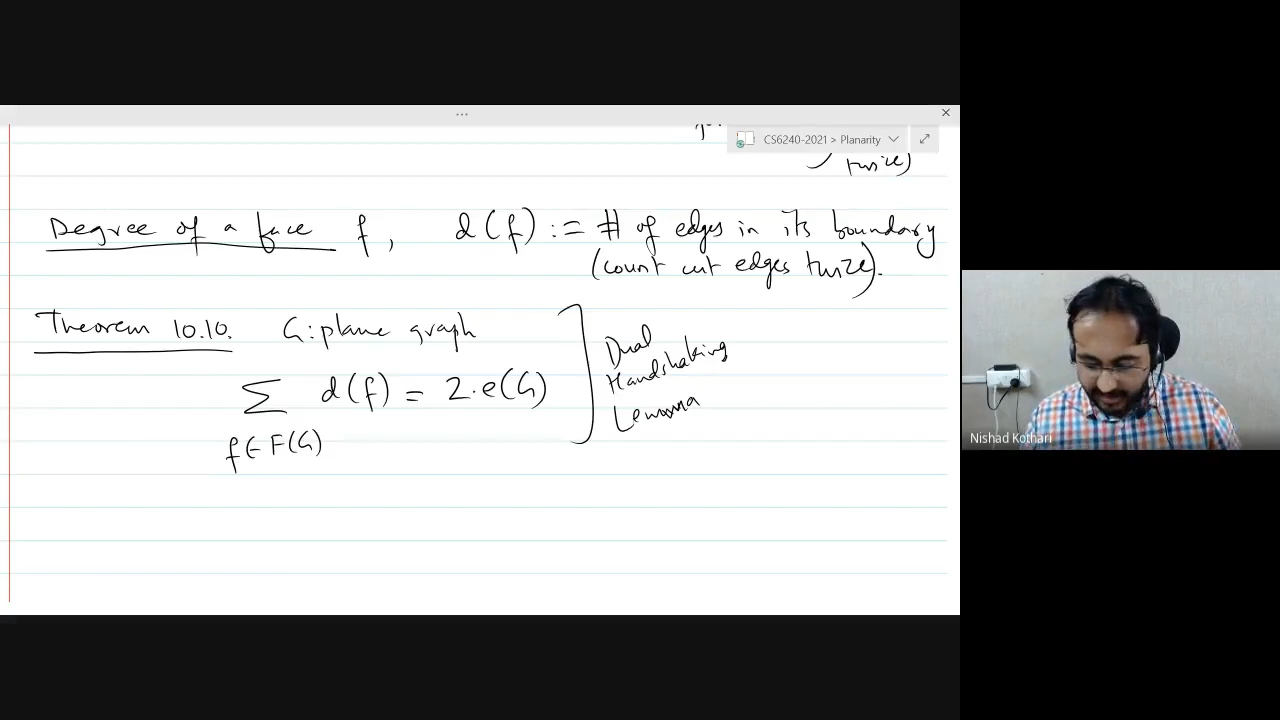 CS6240-2021 > Planarity
twice)
Degree of a face f, d(f) := # of edges in its boundary
(count cut edges twice).
Theorem 10.10. G: plane graph
∑ d(f) = 2·e(G)
f∈F(G)
Dual
Handshaking
Lemma
Nishad Kothari